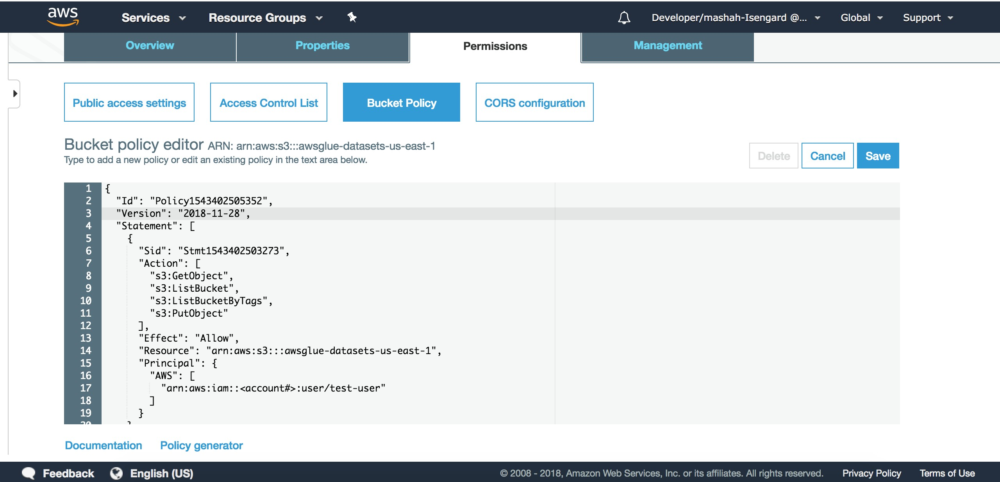 aws Services Resource Groups Developer/mashah-Isengard @... Global Support
Overview Properties Permissions Management
Public access settings Access Control List Bucket Policy CORS configuration
Bucket policy editor ARN: arn:aws:s3:::awsglue-datasets-us-east-1
Type to add a new policy or edit an existing policy in the text area below.
Delete Cancel Save
1 {
2 "Id": "Policy1543402505352",
3 "Version": "2018-11-28",
4 "Statement": [
5 {
6 "Sid": "Stmt1543402503273",
7 "Action": [
8 "s3:GetObject",
9 "s3:ListBucket",
10 "s3:ListBucketByTags",
11 "s3:PutObject"
12 ],
13 "Effect": "Allow",
14 "Resource": "arn:aws:s3:::awsglue-datasets-us-east-1",
15 "Principal": {
16 "AWS": [
17 "arn:aws:iam::<account#>:user/test-user"
18 ]
19 }
Documentation Policy generator
Feedback English (US) © 2008 - 2018, Amazon Web Services, Inc. or its affiliates. All rights reserved. Privacy Policy Terms of Use